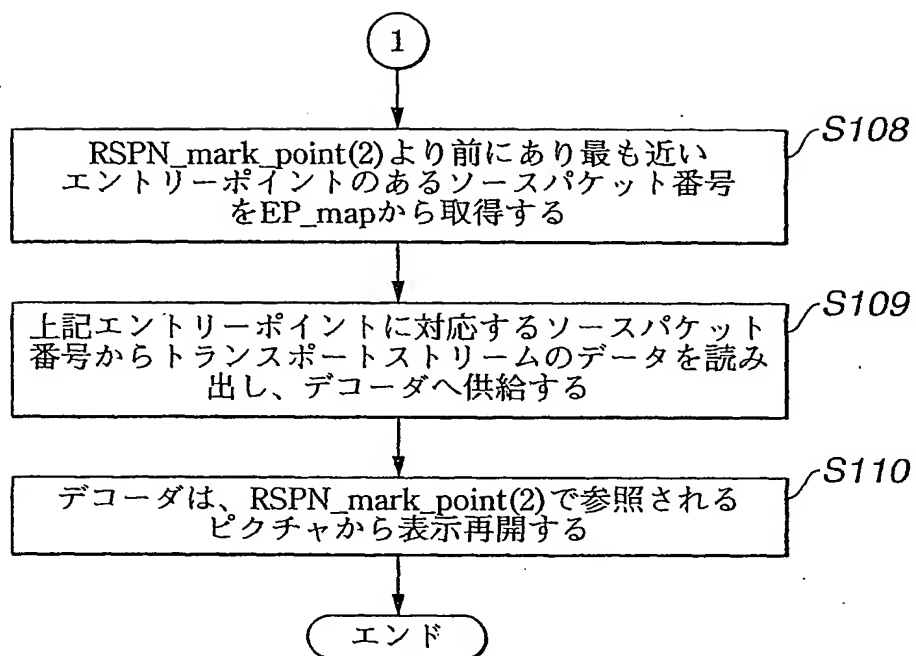 1
S108
RSPN_mark_point(2)より前にあり最も近い
エントリーポイントのあるソースパケット番号
をEP_mapから取得する
S109
上記エントリーポイントに対応するソースパケット
番号からトランスポートストリームのデータを読み
出し、デコーダへ供給する
S110
デコーダは、RSPN_mark_point(2)で参照される
ピクチャから表示再開する
エンド